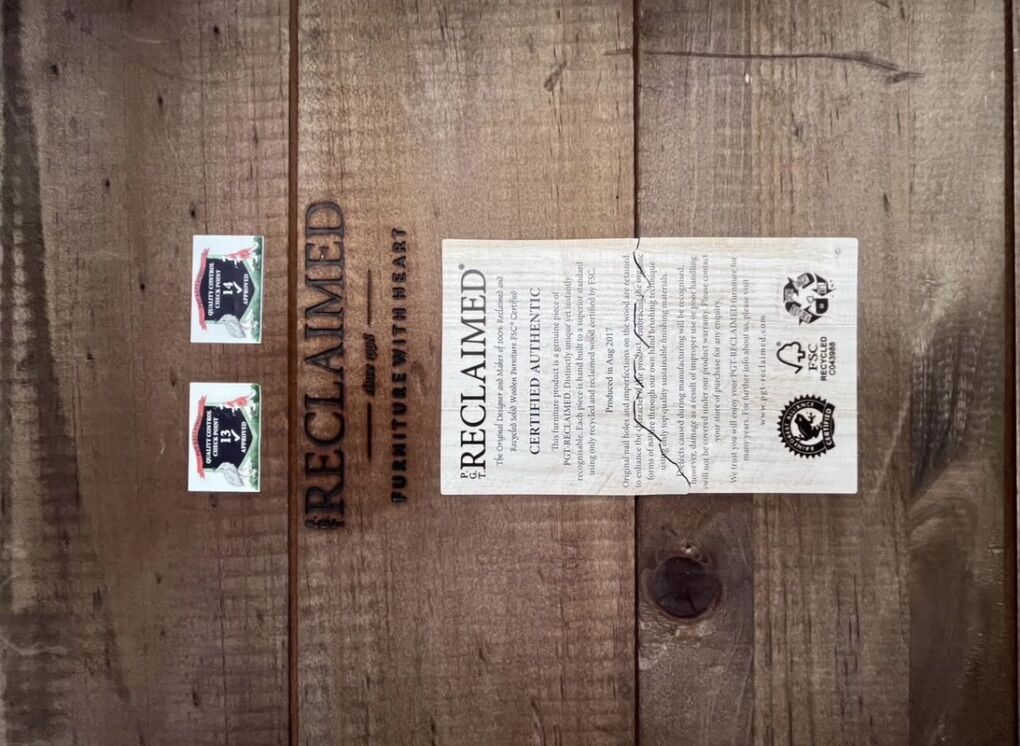 QUALITY CONTROL
CHECK POINT
13
APPROVED
QUALITY CONTROL
CHECK POINT
14
APPROVED
P.G.T RECLAIMED
FURNITURE WITH HEART
P.G.T RECLAIMED®
The Original Designer and Maker of 100% Reclaimed and
Recycled Solid Wooden Furniture FSC® Certified
CERTIFIED AUTHENTIC
This furniture product is a genuine piece of
PGT-RECLAIMED. Distinctly unique yet instantly
recognisable. Each piece is hand built to a superior standard
using only recycled and reclaimed wood certified by FSC.
Produced in Aug 2017
Original nail holes and imperfections on the wood are retained
to enhance the character of the product embracing the organic
forms of nature through our own hand brushing technique
using only top quality sustainable finishing materials.
Defects caused during manufacturing will be recognised,
however, damage as a result of improper use or poor handling
will not be covered under our product warranty. Please contact
your store of purchase for any enquiry.
We trust you will enjoy your PGT-RECLAIMED furniture for
many years. For further info about us, please visit
www.pgt-reclaimed.com
RAINFOREST ALLIANCE
CERTIFIED
FSC
RECYCLED
C043988